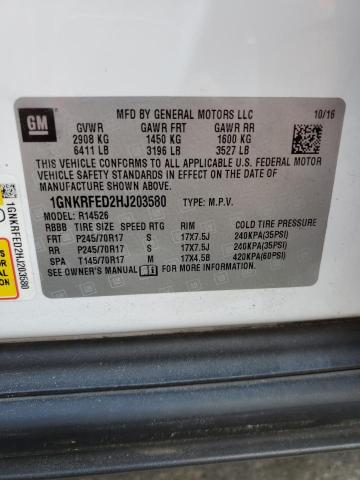 GM
MFD BY GENERAL MOTORS LLC 10/16
GVWR GAWR FRT GAWR RR
2908 KG 1450 KG 1600 KG
6411 LB 3196 LB 3527 LB
THIS VEHICLE CONFORMS TO ALL APPLICABLE U.S. FEDERAL
VEHICLE SAFETY STANDARDS IN EFFECT ON THE DATE OF
MANUFACTURE SHOWN ABOVE.
1GNKRFED2HJ203580 TYPE: M.P.V.
MODEL: R14526
RBBB TIRE SIZE SPEED RTG RIM COLD TIRE PRESSURE
FRT P245/70R17 S 17X7.5J 240KPA(35PSI)
RR P245/70R17 S 17X7.5J 240KPA(35PSI)
SPA T145/70R17 M 17X4.5B 420KPA(60PSI)
SEE OWNER'S MANUAL
1GNKRFED2HJ203580